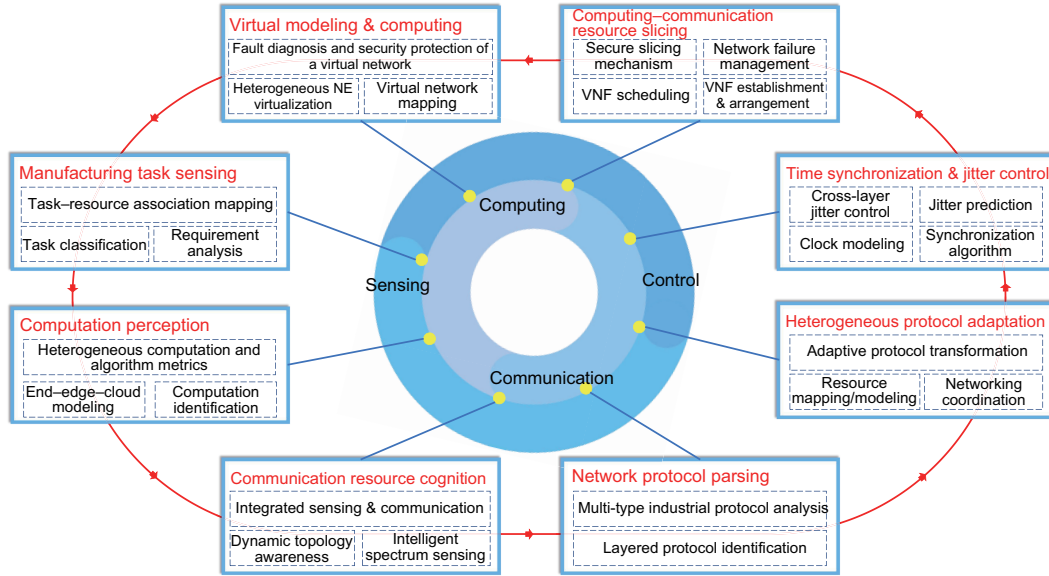 Virtual modeling & computing
Fault diagnosis and security protection of
a virtual network
Heterogeneous NE
virtualization
Virtual network
mapping
Computing–communication
resource slicing
Secure slicing
mechanism
Network failure
management
VNF scheduling
VNF establishment
& arrangement
Manufacturing task sensing
Task–resource association mapping
Task classification
Requirement
analysis
Time synchronization & jitter control
Cross-layer
jitter control
Jitter prediction
Clock modeling
Synchronization
algorithm
Computing
Sensing
Control
Communication
Computation perception
Heterogeneous computation and
algorithm metrics
End–edge–cloud
modeling
Computation
identification
Heterogeneous protocol adaptation
Adaptive protocol transformation
Resource
mapping/modeling
Networking
coordination
Communication resource cognition
Integrated sensing & communication
Dynamic topology
awareness
Intelligent
spectrum sensing
Network protocol parsing
Multi-type industrial protocol analysis
Layered protocol identification